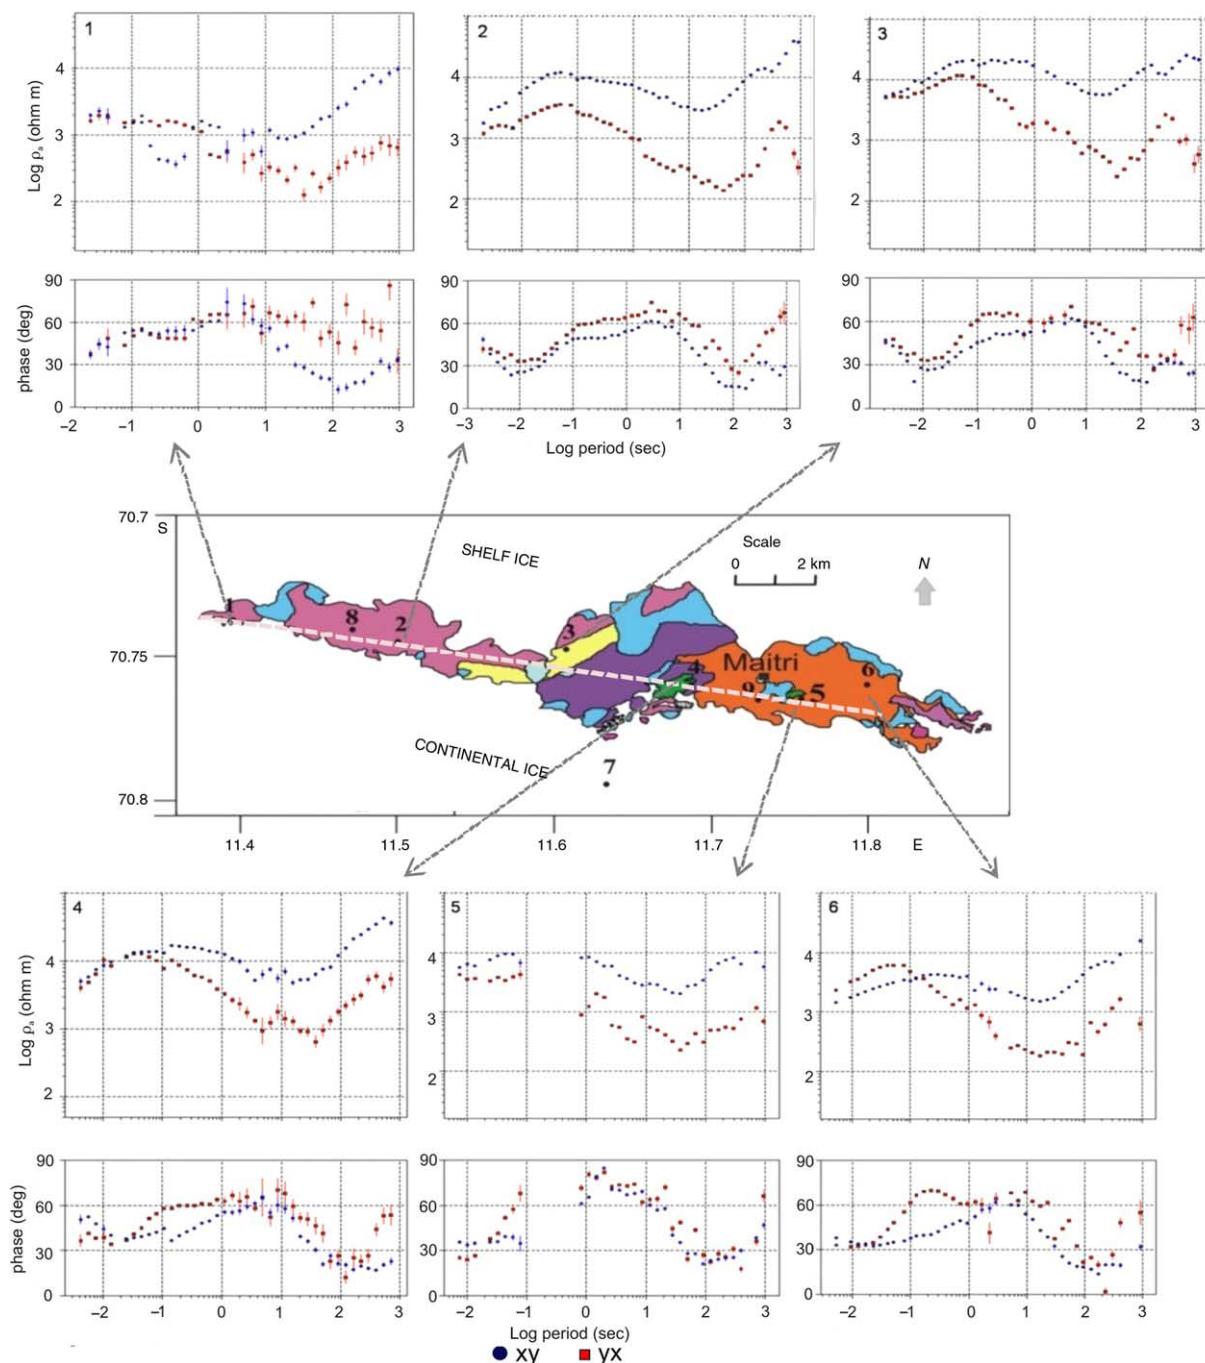 1
2
3
4
3
2
Log ρa (ohm m)
4
3
2
4
3
2
90
60
30
0
phase (deg)
90
60
30
0
90
60
30
0
−2 −1 0 1 2 3
−3 −2 −1 0 1 2 3
−2 −1 0 1 2 3
Log period (sec)
70.7
S
SHELF ICE
Scale
0 2 km
N
1
8
2
3
70.75
Maitri
4
9
5
6
CONTINENTAL ICE
7
70.8
11.4 11.5 11.6 11.7 11.8 E
4
5
6
4
3
2
Log ρa (ohm m)
4
3
2
4
3
2
90
60
30
0
phase (deg)
90
60
30
0
90
60
30
0
−2 −1 0 1 2 3
−2 −1 0 1 2 3
−2 −1 0 1 2 3
Log period (sec)
xy yx